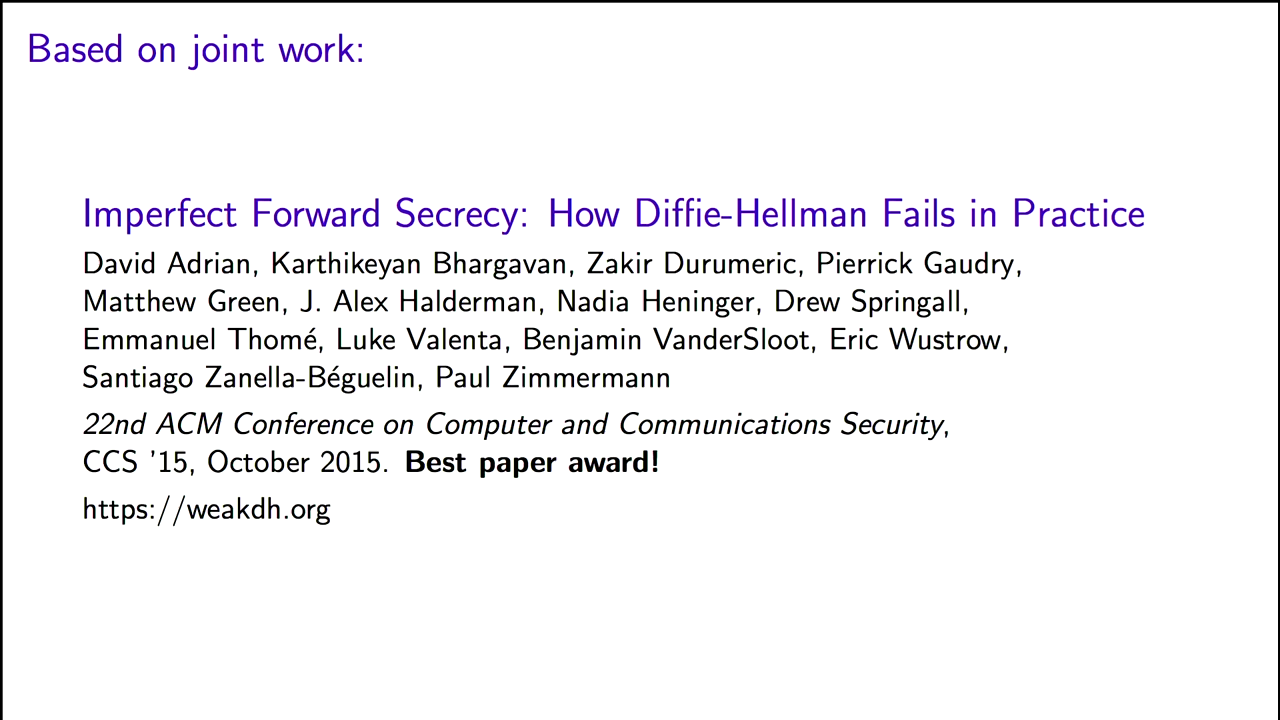 Based on joint work:
Imperfect Forward Secrecy: How Diffie-Hellman Fails in Practice
David Adrian, Karthikeyan Bhargavan, Zakir Durumeric, Pierrick Gaudry,
Matthew Green, J. Alex Halderman, Nadia Heninger, Drew Springall,
Emmanuel Thomé, Luke Valenta, Benjamin VanderSloot, Eric Wustrow,
Santiago Zanella-Béguelin, Paul Zimmermann
22nd ACM Conference on Computer and Communications Security,
CCS ’15, October 2015. Best paper award!
https://weakdh.org